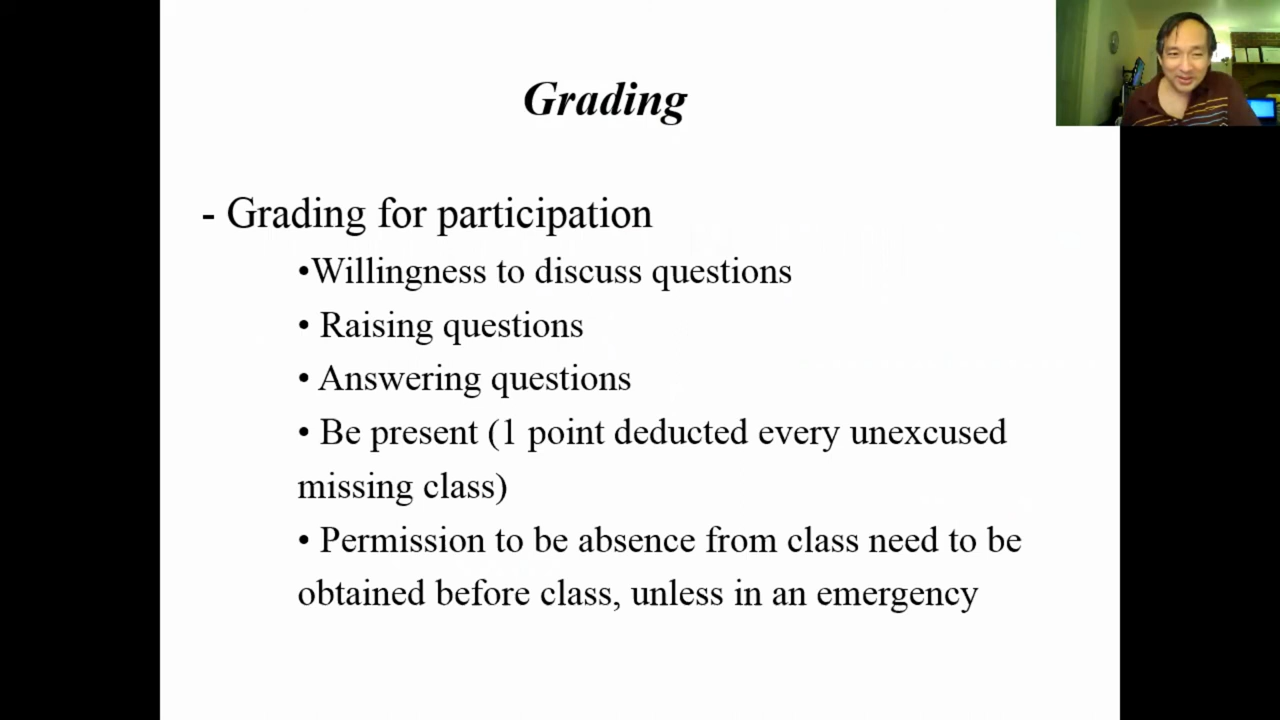 Grading
- Grading for participation
•Willingness to discuss questions
• Raising questions
• Answering questions
• Be present (1 point deducted every unexcused
missing class)
• Permission to be absence from class need to be
obtained before class, unless in an emergency